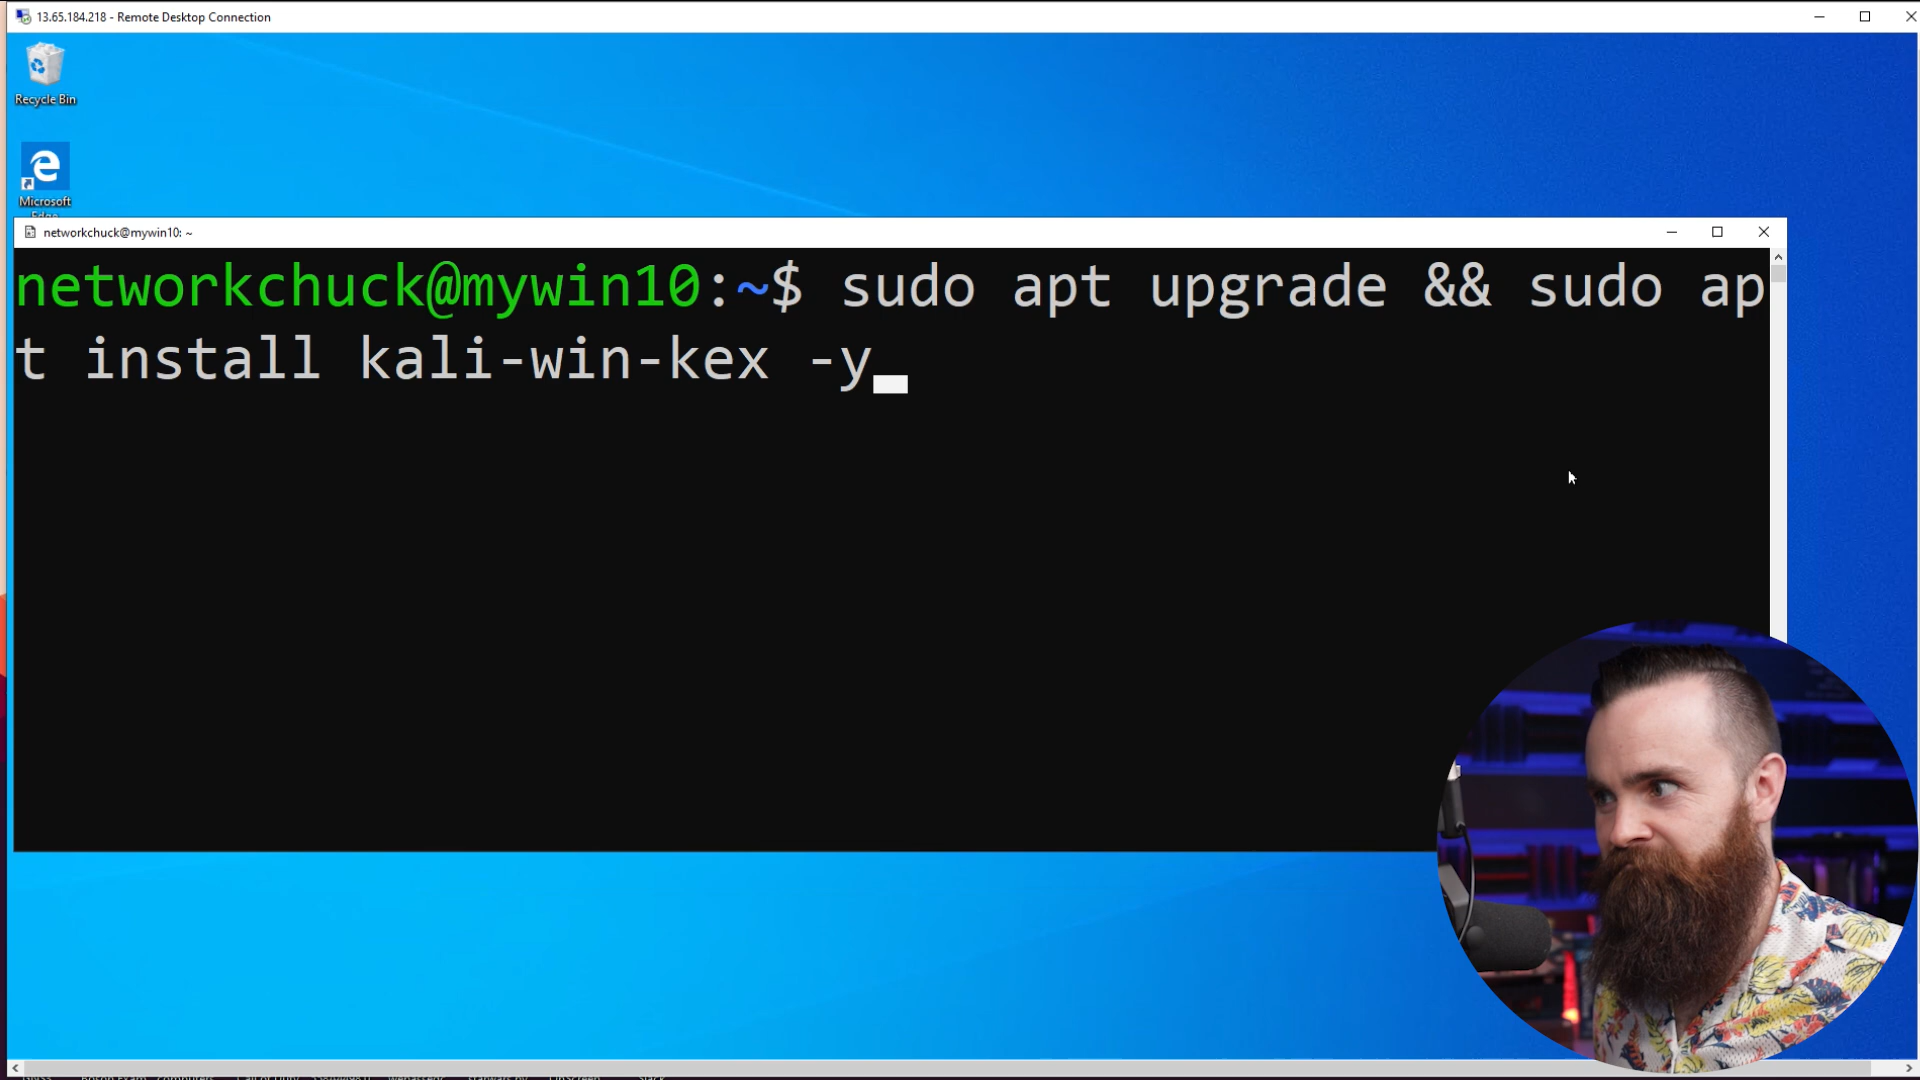 13.65.184.218 - Remote Desktop Connection
Recycle Bin
Microsoft
Edge
networkchuck@mywin10: ~
networkchuck@mywin10:~$ sudo apt upgrade && sudo ap
t install kali-win-kex -y